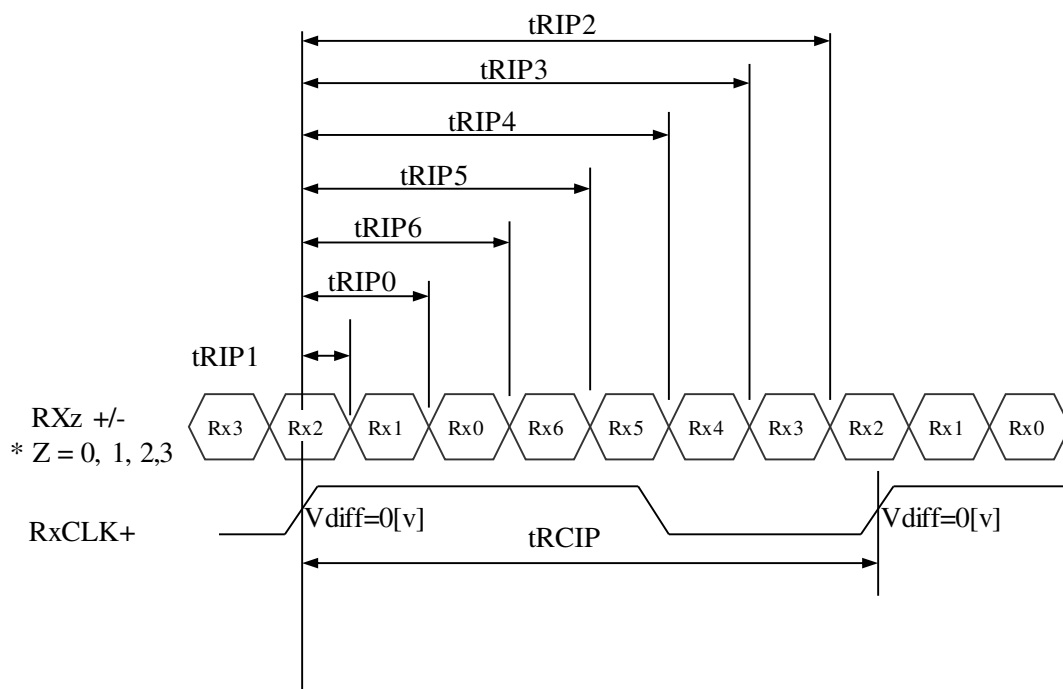 tRIP2
tRIP3
tRIP4
tRIP5
tRIP6
tRIP0
tRIP1
RXz +/-
* Z = 0, 1, 2,3
Rx3 Rx2 Rx1 Rx0 Rx6 Rx5 Rx4 Rx3 Rx2 Rx1 Rx0
RxCLK+
Vdiff=0[v] Vdiff=0[v]
tRCIP